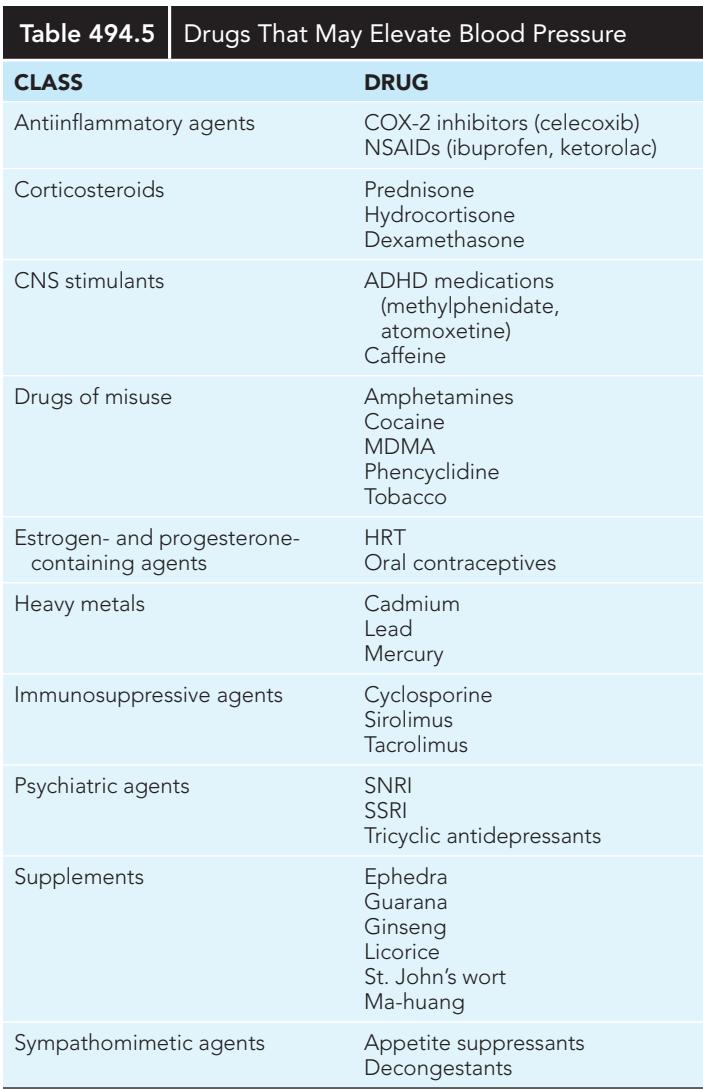 Table 494.5 Drugs That May Elevate Blood Pressure
CLASS DRUG
Antiinflammatory agents COX-2 inhibitors (celecoxib)
NSAIDs (ibuprofen, ketorolac)
Corticosteroids Prednisone
Hydrocortisone
Dexamethasone
CNS stimulants ADHD medications
(methylphenidate,
atomoxetine)
Caffeine
Drugs of misuse Amphetamines
Cocaine
MDMA
Phencyclidine
Tobacco
Estrogen- and progesterone- HRT
containing agents Oral contraceptives
Heavy metals Cadmium
Lead
Mercury
Immunosuppressive agents Cyclosporine
Sirolimus
Tacrolimus
Psychiatric agents SNRI
SSRI
Tricyclic antidepressants
Supplements Ephedra
Guarana
Ginseng
Licorice
St. John’s wort
Ma-huang
Sympathomimetic agents Appetite suppressants
Decongestants